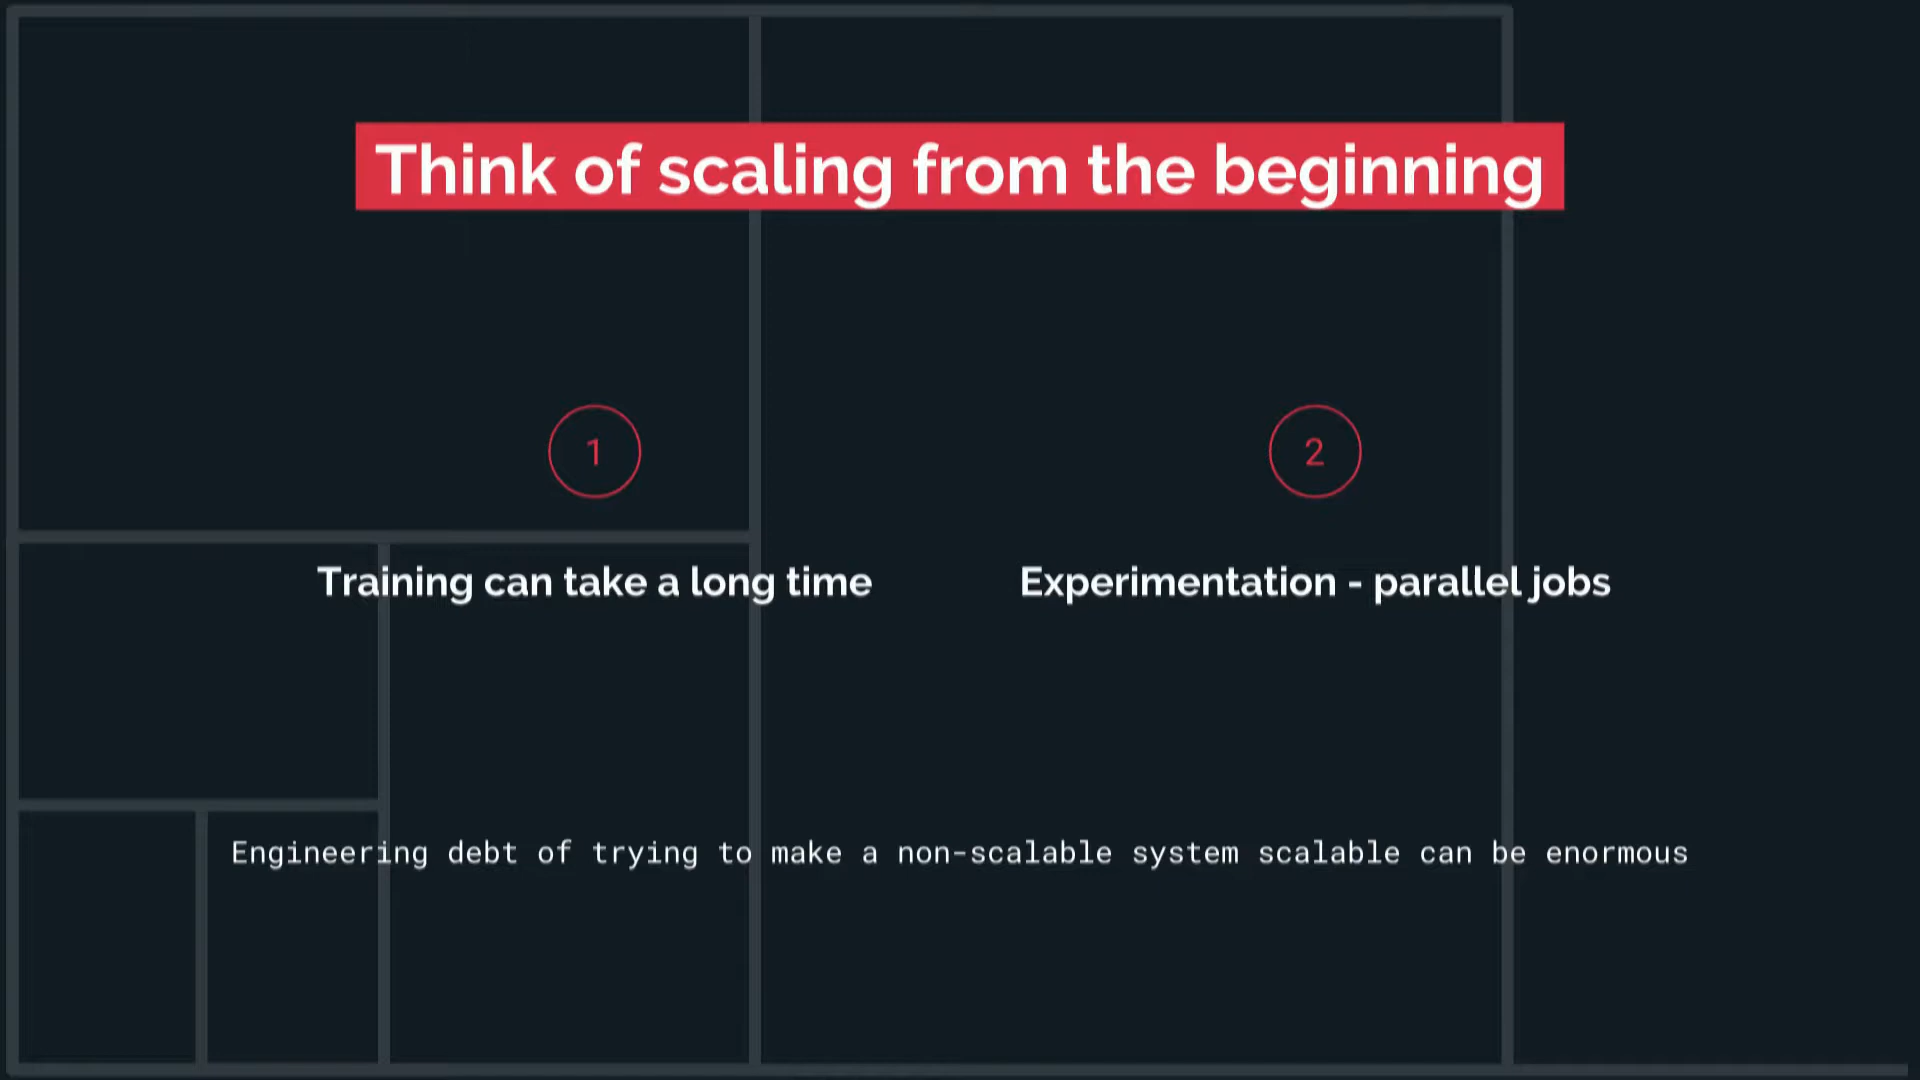 Think of scaling from the beginning
1
2
Training can take a long time
Experimentation - parallel jobs
Engineering debt of trying to make a non-scalable system scalable can be enormous